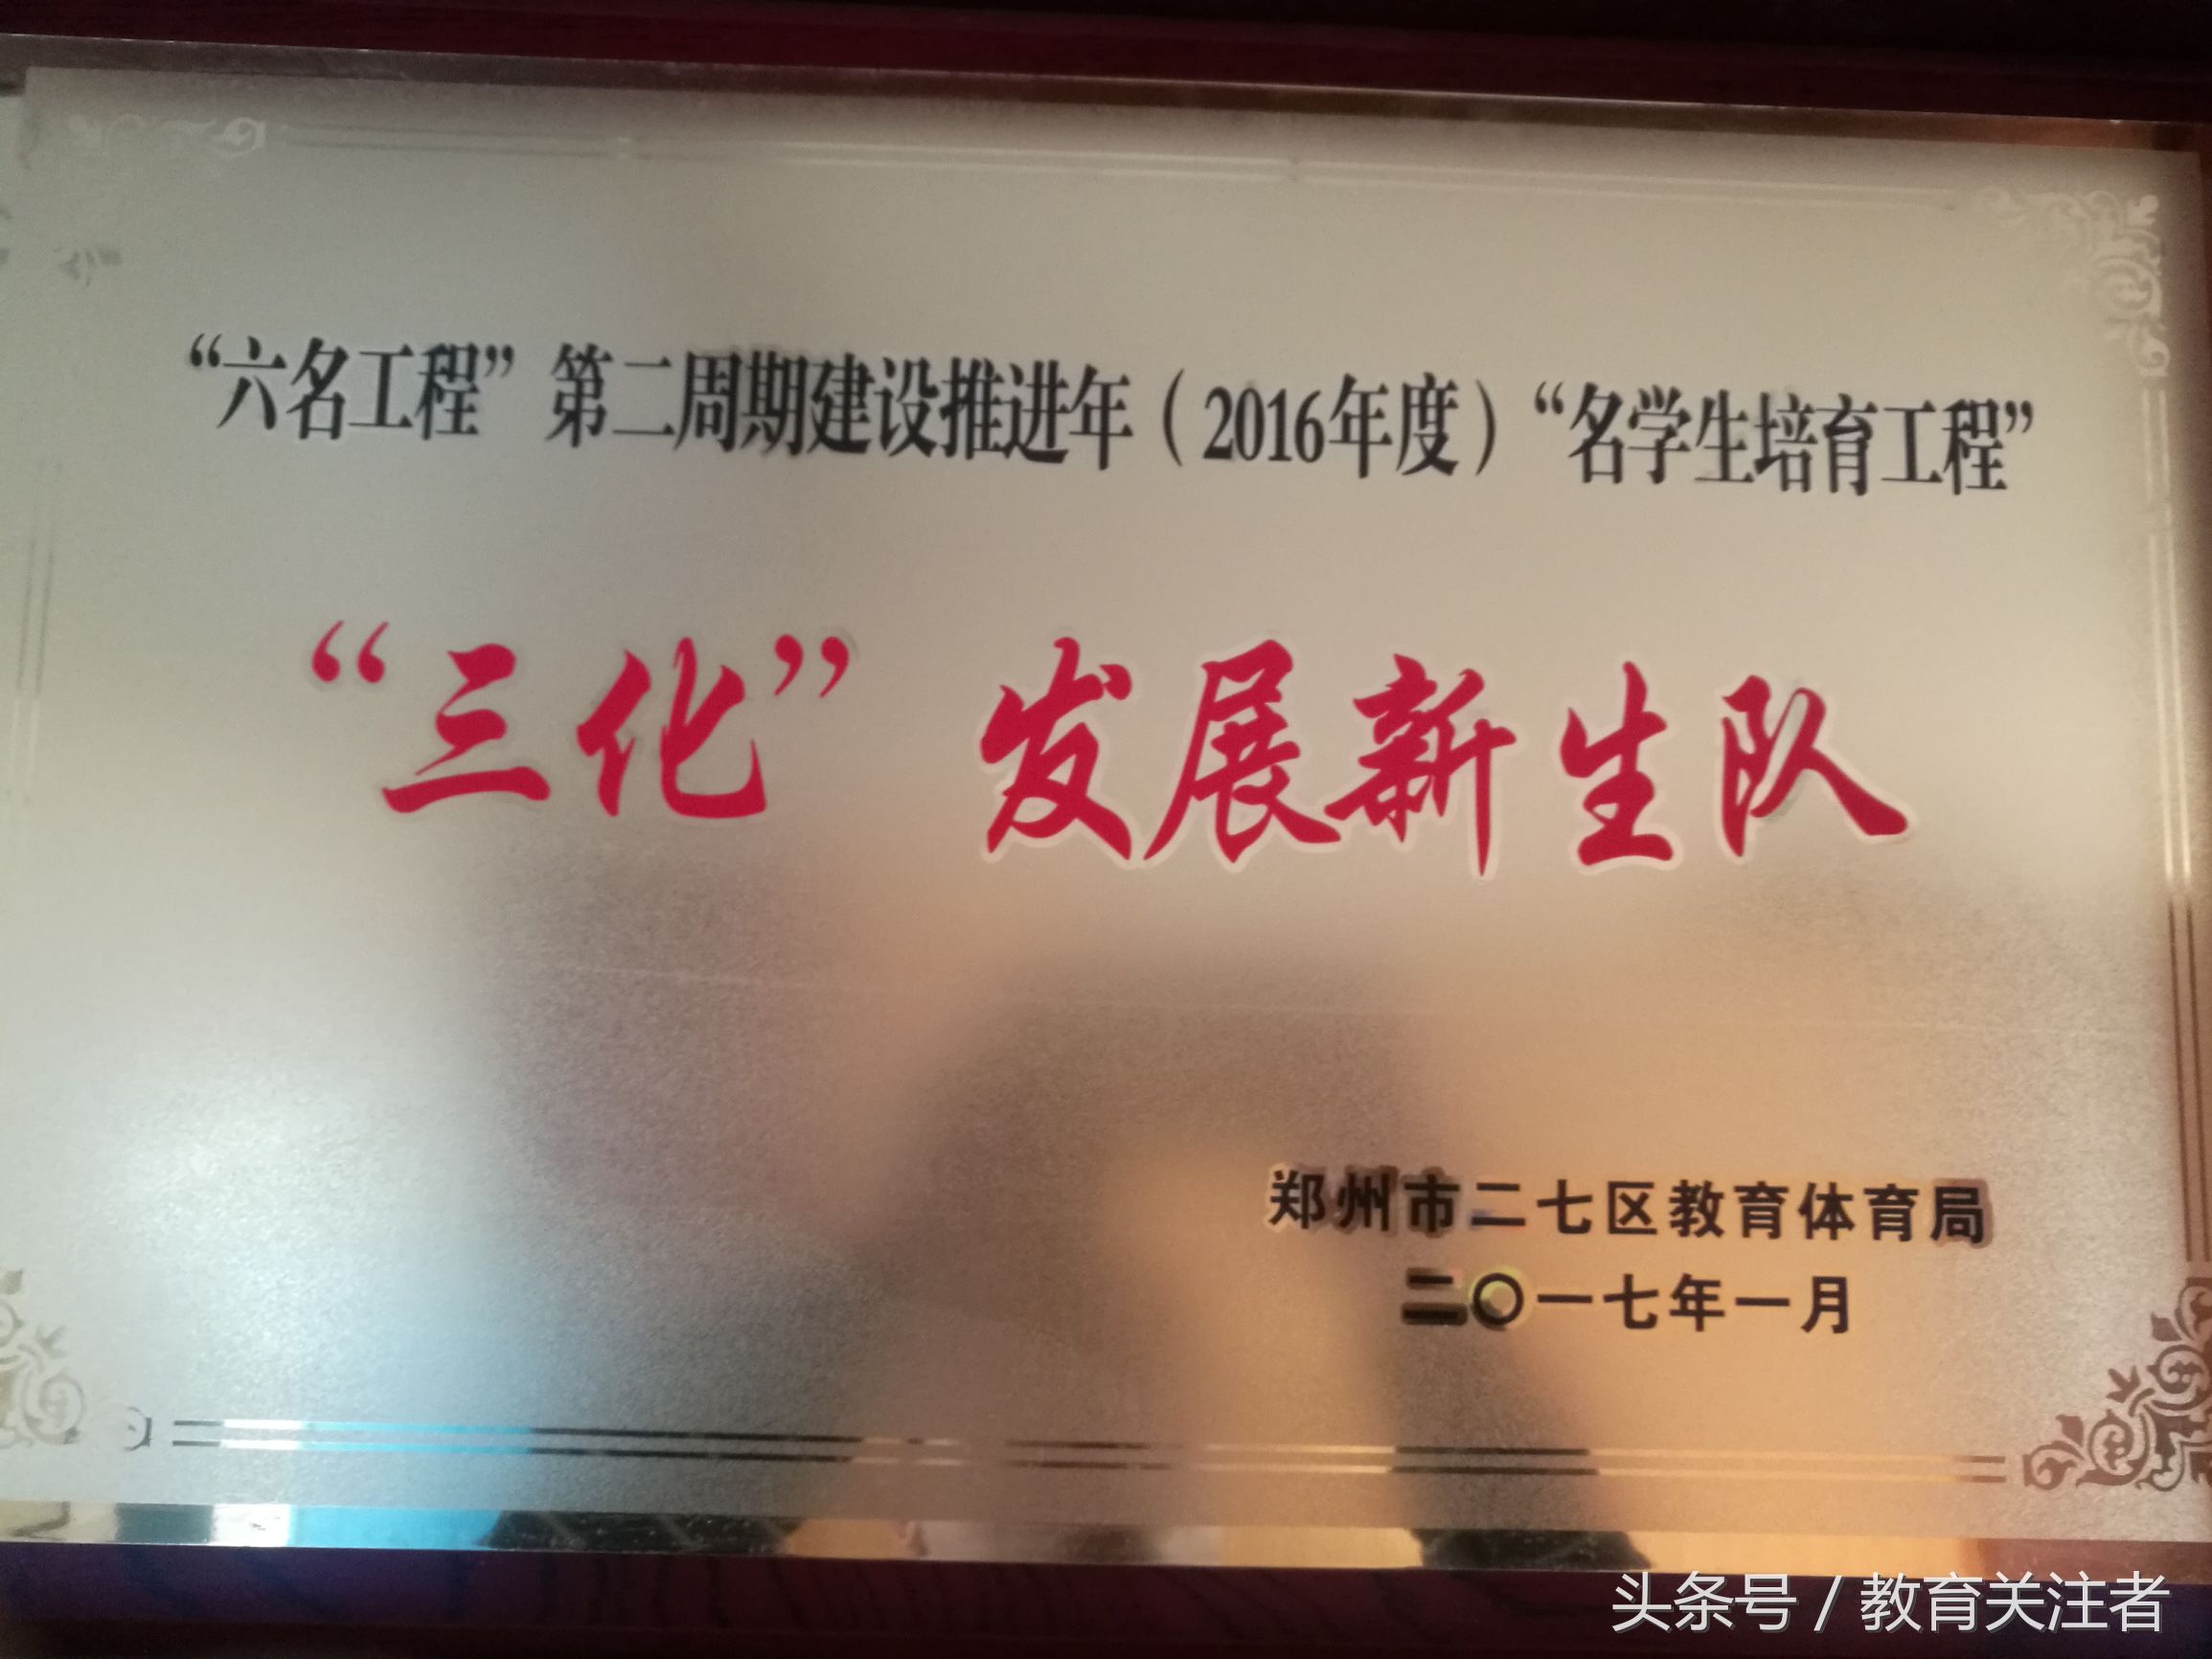 “六名工程”第二周期建设推进年（2016年度）“名学生培育工程”
“三化”发展新生队
郑州市二七区教育体育局
二〇一七年一月
头条号 / 教育关注者